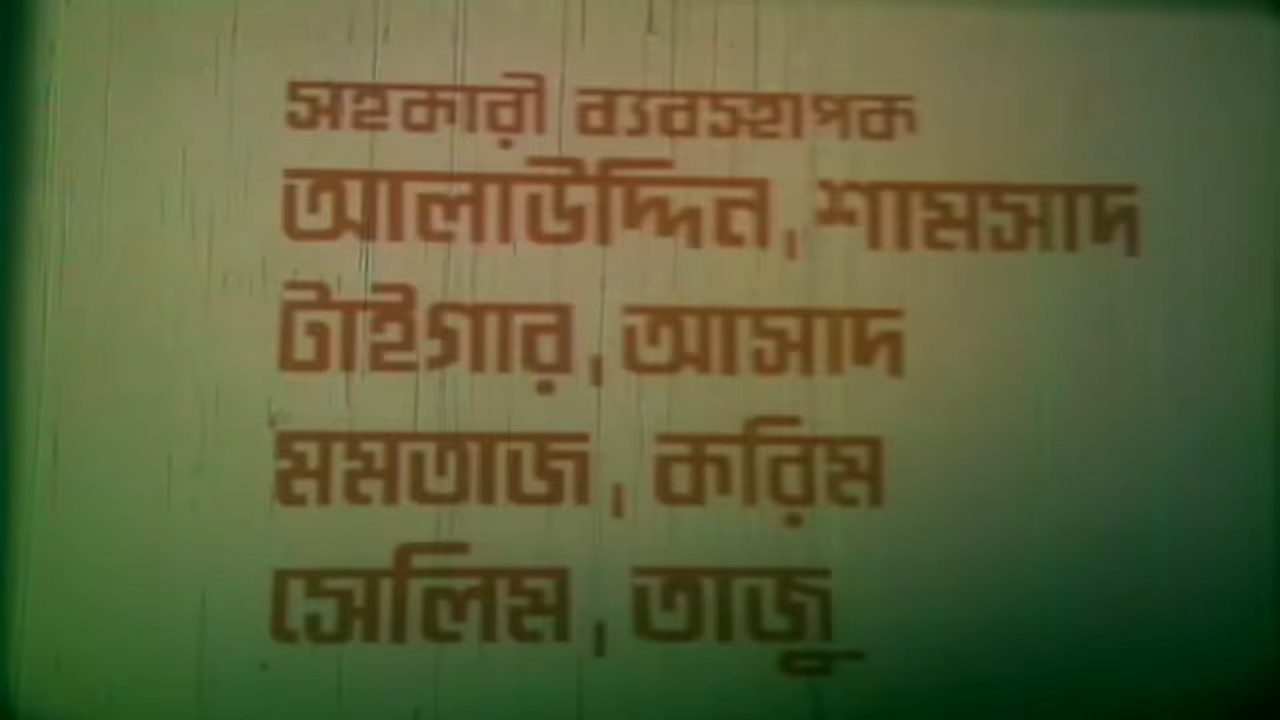 সহকারী ব্যবস্হাপক
আলাউদ্দিন, শামসাদ
টাইগার, আসাদ
মমতাজ, করিম
সেলিম, তাজু